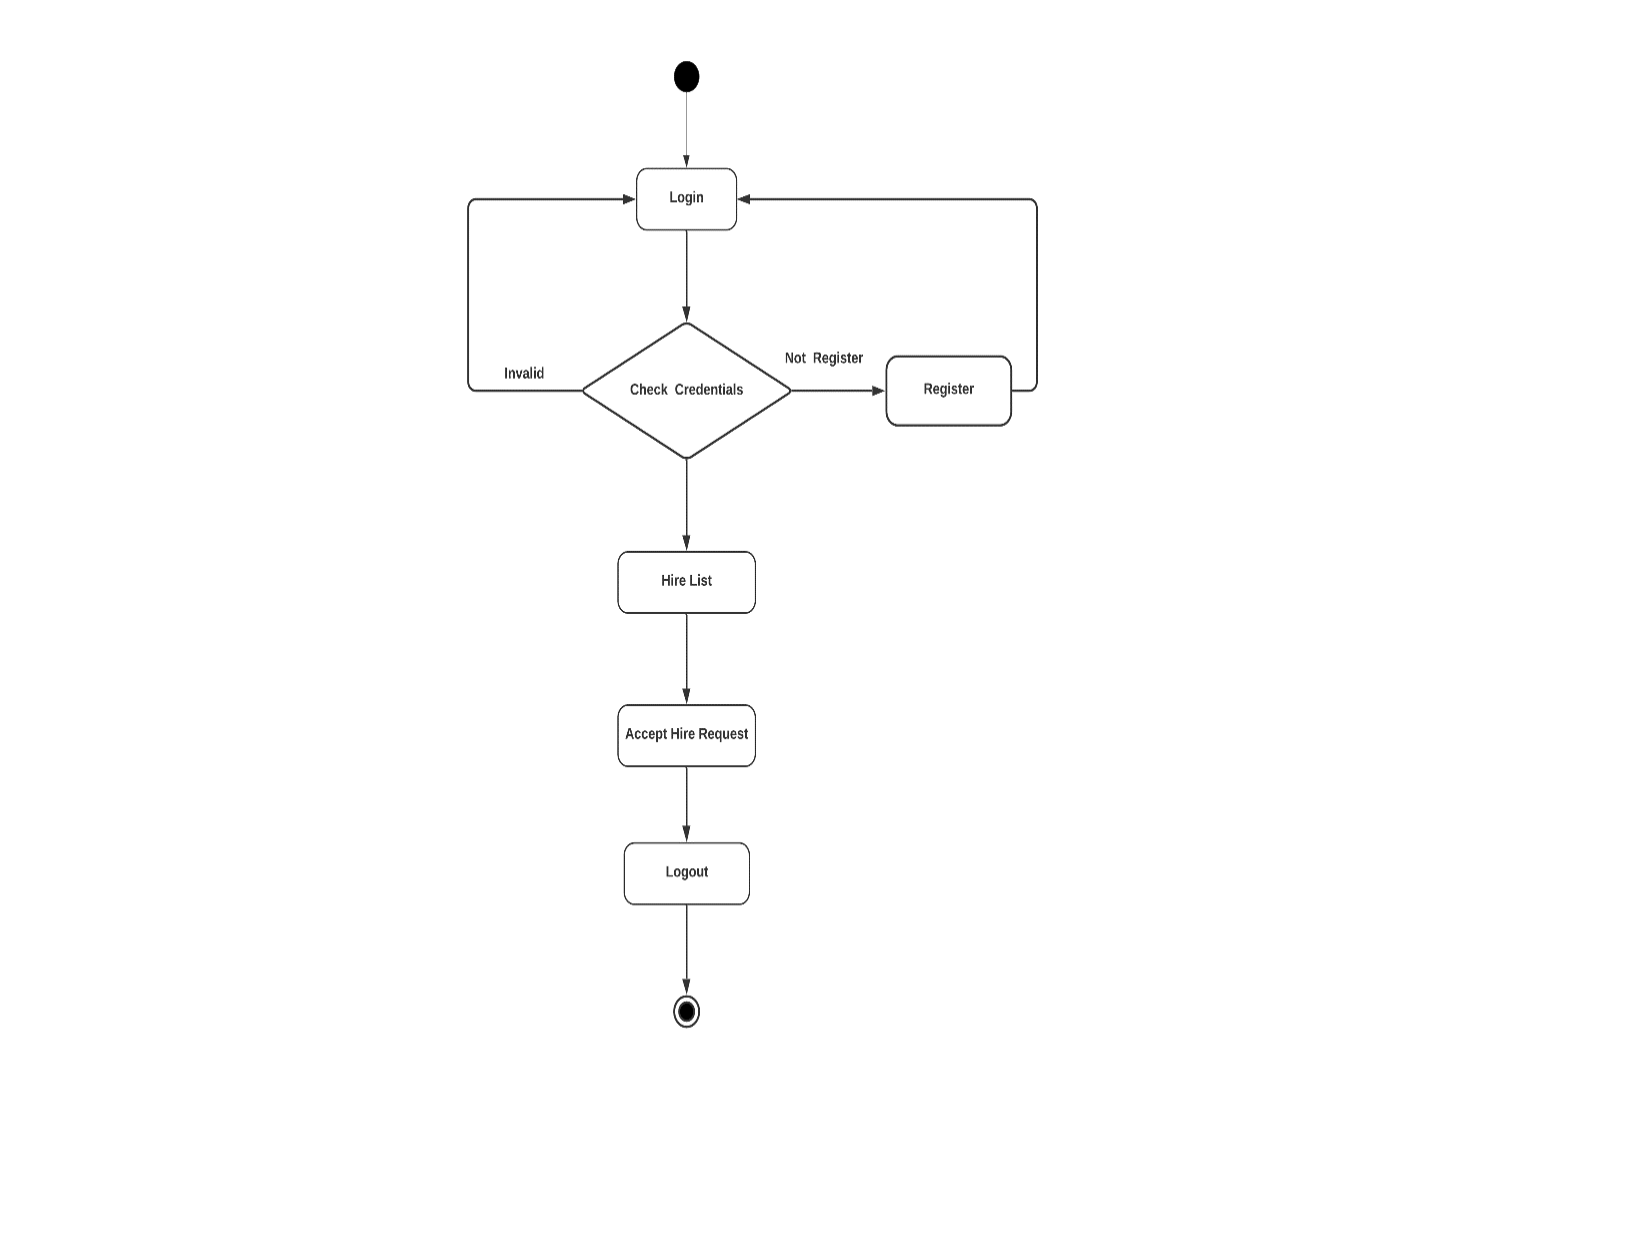 Login
Invalid
Check Credentials
Not Register
Register
Hire List
Accept Hire Request
Logout